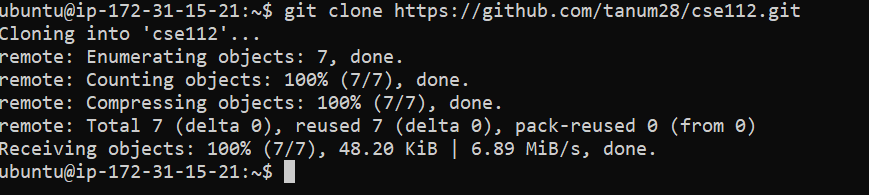 ubuntu@ip-172-31-15-21:~$ git clone https://github.com/tanum28/cse112.git
Cloning into 'cse112'...
remote: Enumerating objects: 7, done.
remote: Counting objects: 100% (7/7), done.
remote: Compressing objects: 100% (7/7), done.
remote: Total 7 (delta 0), reused 7 (delta 0), pack-reused 0 (from 0)
Receiving objects: 100% (7/7), 48.20 KiB | 6.89 MiB/s, done.
ubuntu@ip-172-31-15-21:~$